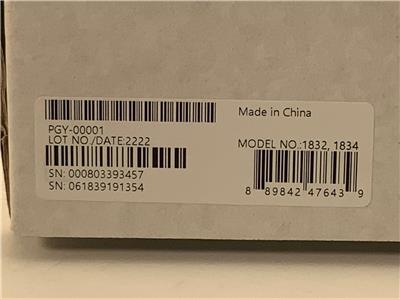 Made in China
PGY-00001
LOT NO./DATE:2222
MODEL NO.:1832, 1834
SN: 000803393457
SN: 061839191354
8 89842 47643 9